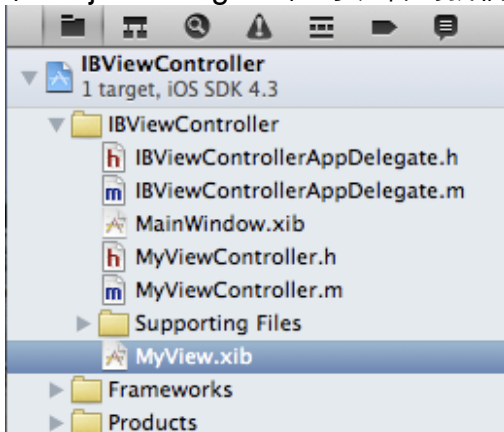 IBViewController
1 target, iOS SDK 4.3
IBViewController
h IBViewControllerAppDelegate.h
m IBViewControllerAppDelegate.m
MainWindow.xib
h MyViewController.h
m MyViewController.m
Supporting Files
MyView.xib
Frameworks
Products